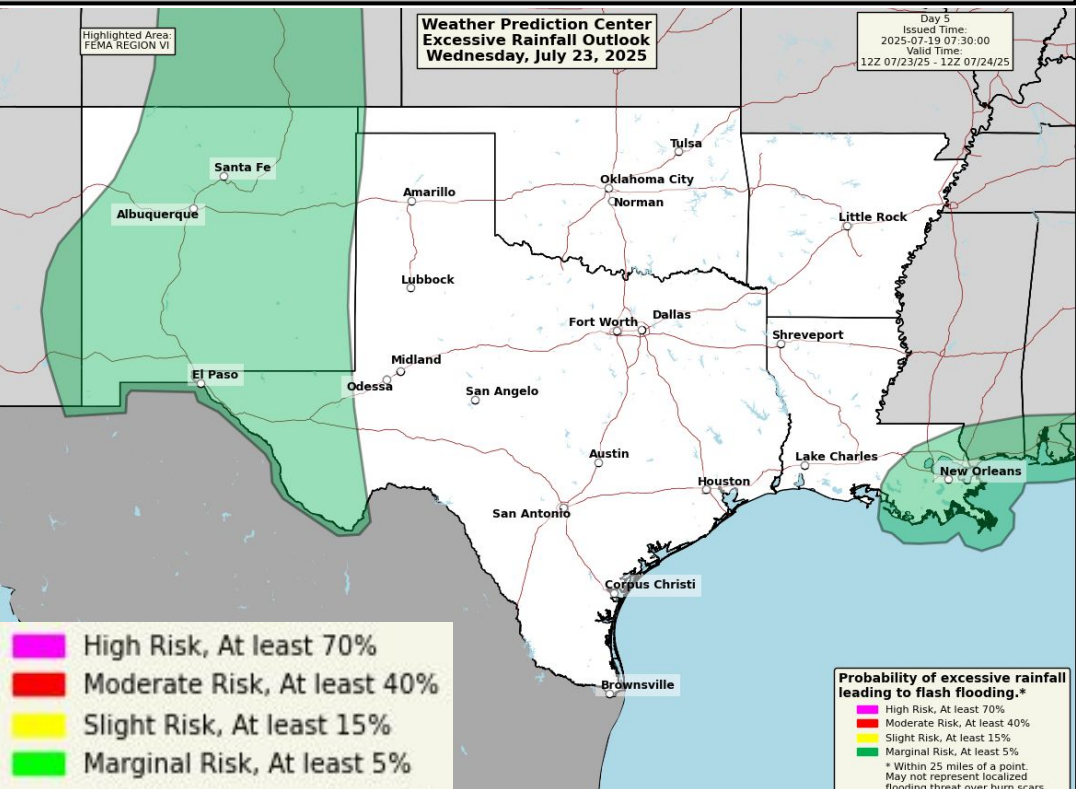 Highlighted Area:
FEMA REGION VI
Weather Prediction Center
Excessive Rainfall Outlook
Wednesday, July 23, 2025
Day 5
Issued Time:
2025-07-19 07:30:00
Valid Time:
12Z 07/23/25 - 12Z 07/24/25
Tulsa
Santa Fe
Oklahoma City
Amarillo
Norman
Albuquerque
Little Rock
Lubbock
Dallas
Fort Worth
Shreveport
Midland
El Paso
Odessa
San Angelo
Austin
Lake Charles
New Orleans
Houston
San Antonio
Corpus Christi
Brownsville
High Risk, At least 70%
Moderate Risk, At least 40%
Slight Risk, At least 15%
Marginal Risk, At least 5%
Probability of excessive rainfall
leading to flash flooding.*
High Risk, At least 70%
Moderate Risk, At least 40%
Slight Risk, At least 15%
Marginal Risk, At least 5%
* Within 25 miles of a point.
May not represent localized
flooding threat over burn scars